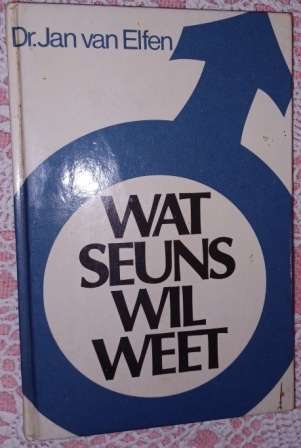 Dr. Jan van Elfen
WAT
SEUNS
WIL
WEET